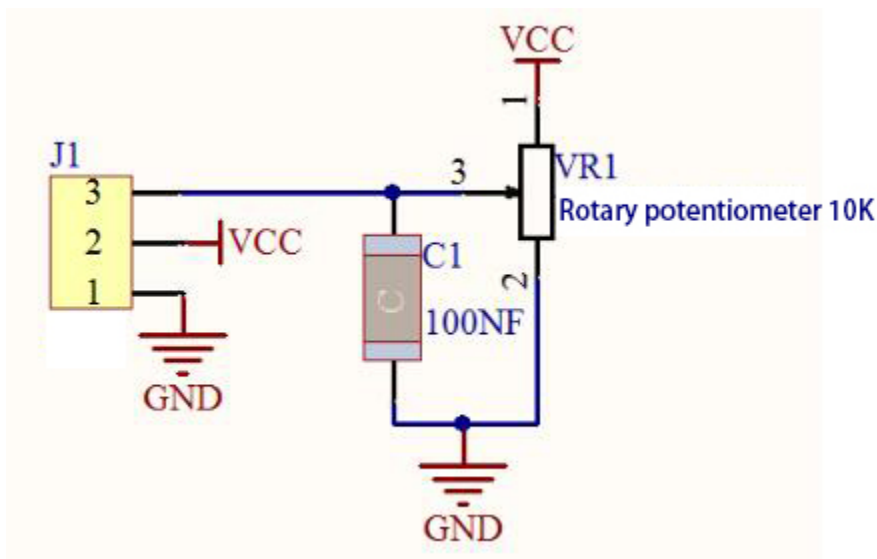 VCC
1
J1
3
3
VR1
Rotary potentiometer 10K
2
VCC
C1
C
2
1
100NF
GND
GND